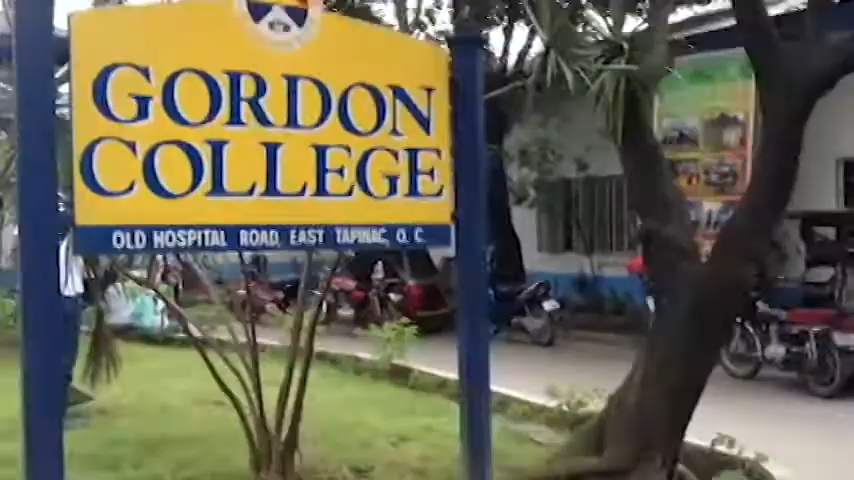 GORDON
COLLEGE
OLD HOSPITAL ROAD, EAST TAPINAC, O. C.